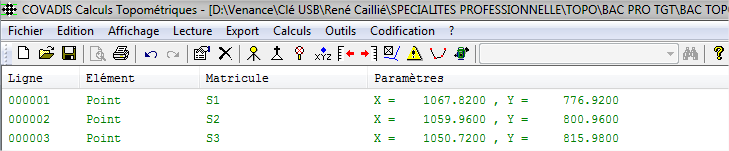 COVADIS Calculs Topométriques - [D:\Venance\Clé USB\René Caillié\SPECIALITES PROFESSIONNELLE\TOPO\BAC PRO TGT\BAC TOP
Fichier Edition Affichage Lecture Export Calculs Outils Codification ?
XYZ ?
Ligne Elément Matricule Paramètres
000001 Point S1 X = 1067.8200 , Y = 776.9200
000002 Point S2 X = 1059.9600 , Y = 800.9600
000003 Point S3 X = 1050.7200 , Y = 815.9800